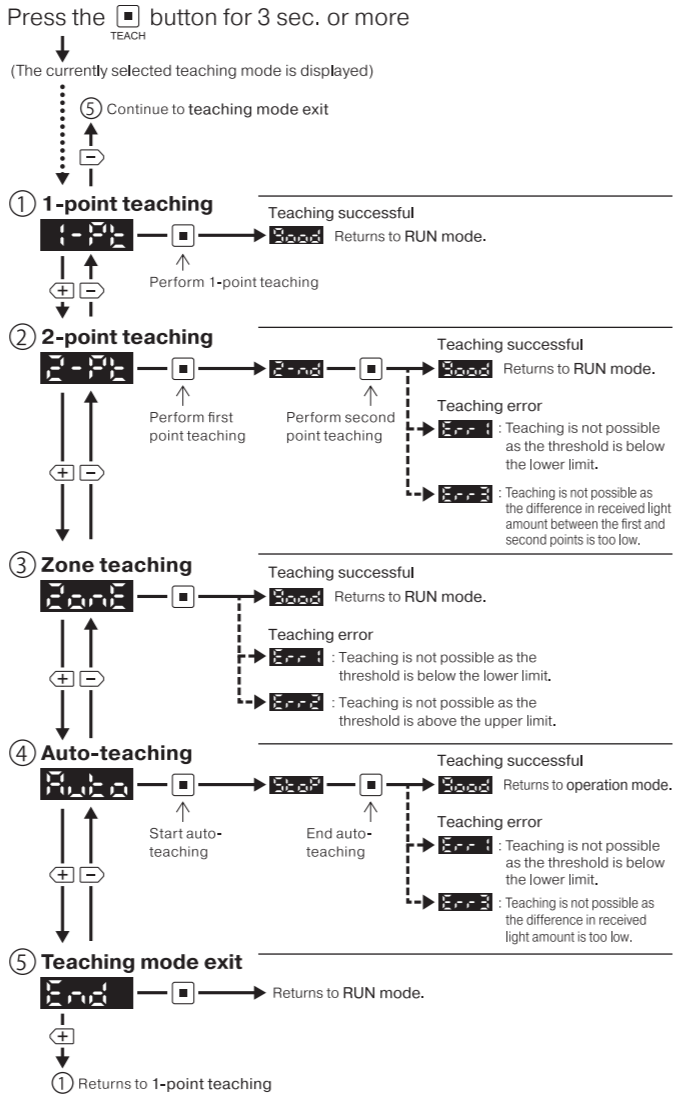 Press the button for 3 sec. or more
TEACH
(The currently selected teaching mode is displayed)
⑤ Continue to teaching mode exit
① 1-point teaching
1-Pt
Perform 1-point teaching
Teaching successful
Good Returns to RUN mode.
② 2-point teaching
2-Pt
Perform first
point teaching
2-nd
Perform second
point teaching
Teaching successful
Good Returns to RUN mode.
Teaching error
Err 1 : Teaching is not possible
as the threshold is below
the lower limit.
Err 3 : Teaching is not possible as
the difference in received light
amount between the first and
second points is too low.
③ Zone teaching
ZonE
Teaching successful
Good Returns to RUN mode.
Teaching error
Err 1 : Teaching is not possible as the
threshold is below the lower limit.
Err2 : Teaching is not possible as the
threshold is above the upper limit.
④ Auto-teaching
Auto
Start auto-
teaching
StoP
End auto-
teaching
Teaching successful
Good Returns to operation mode.
Teaching error
Err 1 : Teaching is not possible
as the threshold is below
the lower limit.
Err 3 : Teaching is not possible as
the difference in received
light amount is too low.
⑤ Teaching mode exit
End
Returns to RUN mode.
① Returns to 1-point teaching